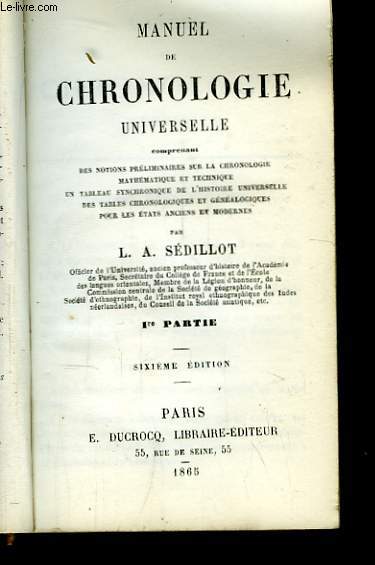 Le-livre.com
MANUEL
DE
CHRONOLOGIE
UNIVERSELLE
comprenant
DES NOTIONS PRÉLIMINAIRES SUR LA CHRONOLOGIE
MATHÉMATIQUE ET TECHNIQUE
UN TABLEAU SYNCHRONIQUE DE L'HISTOIRE UNIVERSELLE
DES TABLES CHRONOLOGIQUES ET GÉNÉALOGIQUES
POUR LES ÉTATS ANCIENS ET MODERNES
PAR
L. A. SÉDILLOT
Officier de l'Université, ancien professeur d'histoire de l'Académie
de Paris, Secrétaire du Collége de France et de l'École
des langues orientales, Membre de la Légion d'honneur, de la
Commission centrale de la Société de géographie, de la
Société d'ethnographie, de l'Institut royal ethnographique des Indes
néerlandaises, du Conseil de la Société asiatique, etc.
Ire PARTIE
SIXIÈME ÉDITION
PARIS
E. DUCROCQ, LIBRAIRE-ÉDITEUR
55, RUE DE SEINE, 55
1865